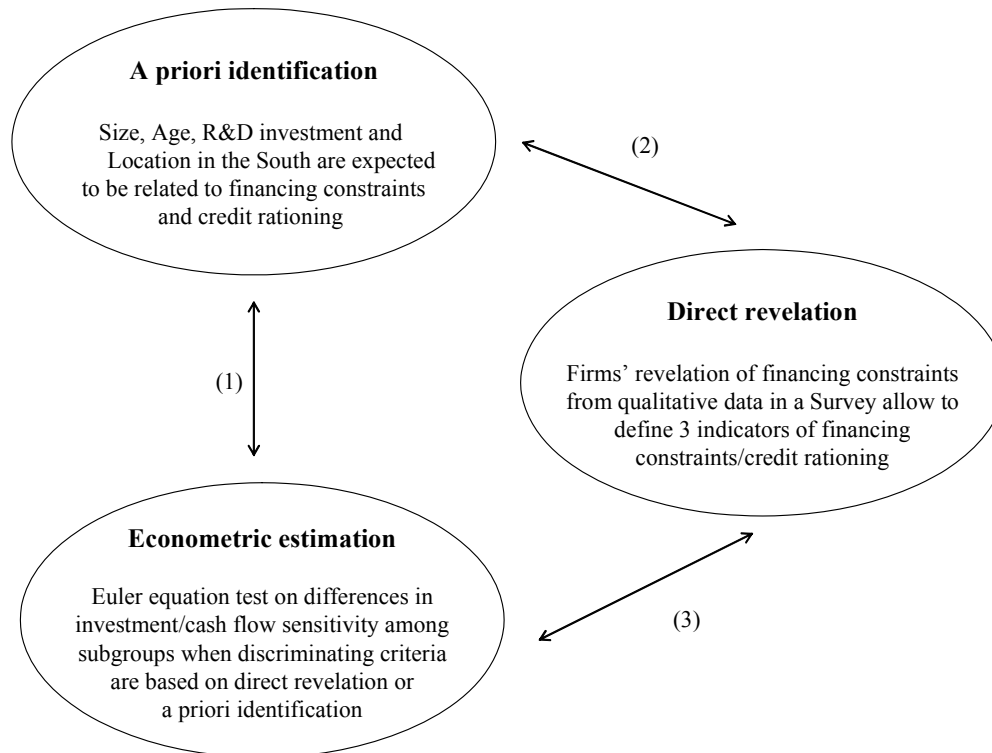 A priori identification
Size, Age, R&D investment and
Location in the South are expected
to be related to financing constraints
and credit rationing
(2)
Direct revelation
Firms’ revelation of financing constraints
from qualitative data in a Survey allow to
define 3 indicators of financing
constraints/credit rationing
(1)
Econometric estimation
Euler equation test on differences in
investment/cash flow sensitivity among
subgroups when discriminating criteria
are based on direct revelation or
a priori identification
(3)